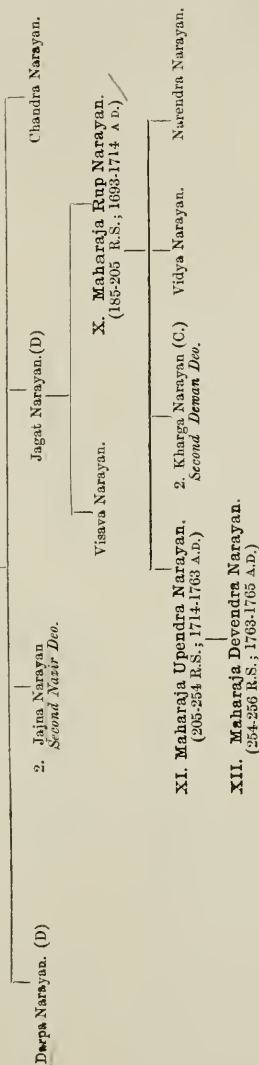 Darpa Narayan. (D)
2. Jajna Narayan
Second Nazir Deo.
Jagat Narayan. (D)
Chandra Narayan.
Visava Narayan.
X. Maharaja Rup Narayan.
(185-205 R.S.; 1693-1714 A D.)
XI. Maharaja Upendra Narayan.
(205-254 R.S.; 1714-1763 A.D.)
2. Kharga Narayan (C.)
Second Dewan Deo.
Vidya Narayan.
Narendra Narayan.
XII. Maharaja Devendra Narayan.
(254-256 R.S.; 1763-1765 A.D.)